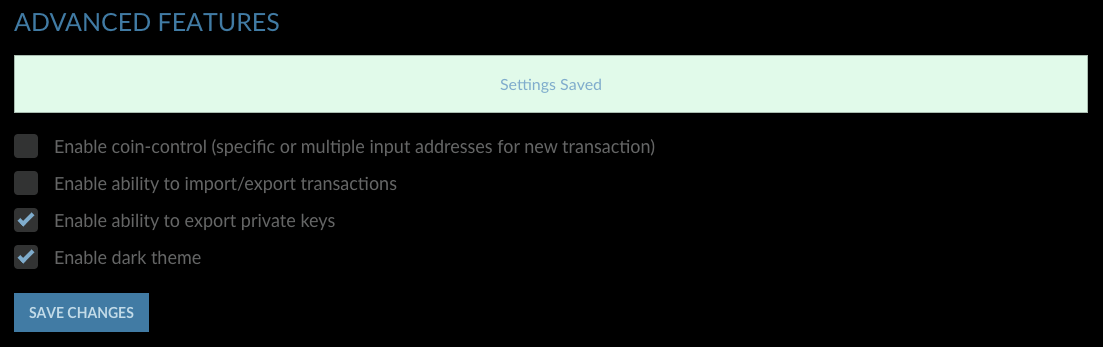 ADVANCED FEATURES
Settings Saved
Enable coin-control (specific or multiple input addresses for new transaction)
Enable ability to import/export transactions
Enable ability to export private keys
Enable dark theme
SAVE CHANGES